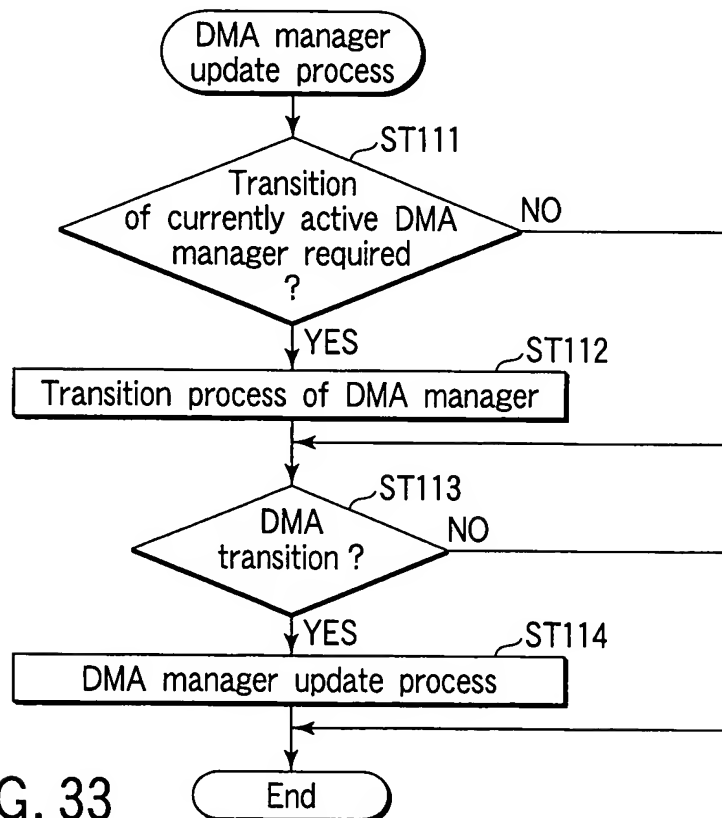 DMA manager
update process
ST111
Transition
of currently active DMA
manager required
?
NO
YES
ST112
Transition process of DMA manager
ST113
DMA
transition ?
NO
YES
ST114
DMA manager update process
End
G. 33